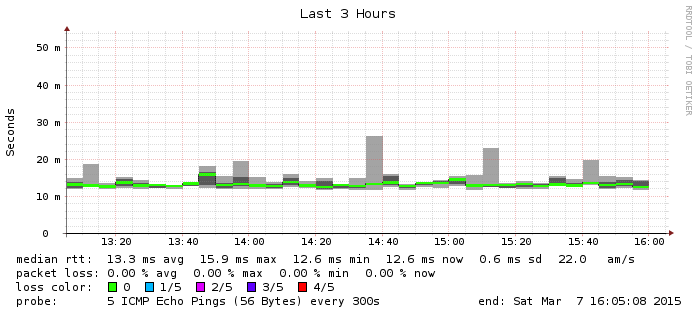 Last 3 Hours
RRDTOOL / TOBI OETIKER
Seconds
50 m
40 m
30 m
20 m
10 m
0
13:20 13:40 14:00 14:20 14:40 15:00 15:20 15:40 16:00
median rtt: 13.3 ms avg 15.9 ms max 12.6 ms min 12.6 ms now 0.6 ms sd 22.0 am/s
packet loss: 0.00 % avg 0.00 % max 0.00 % min 0.00 % now
loss color: 0 1/5 2/5 3/5 4/5
probe: 5 ICMP Echo Pings (56 Bytes) every 300s end: Sat Mar 7 16:05:08 2015